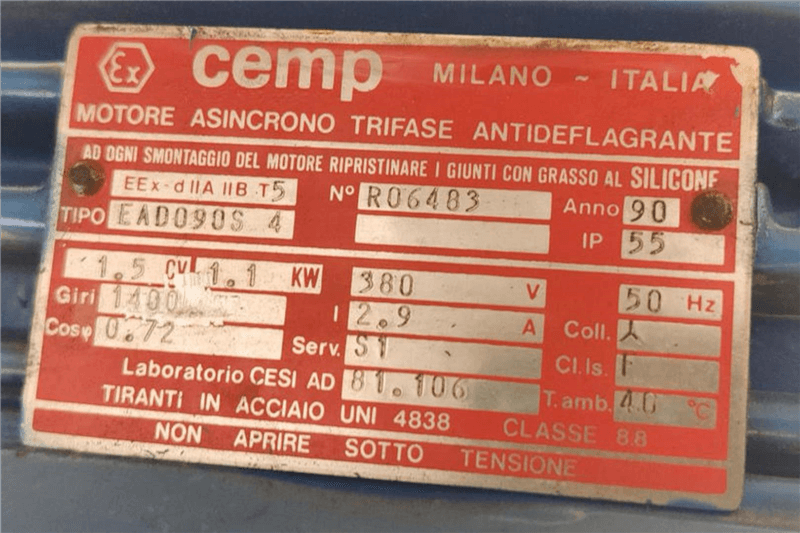 Ex cemp MILANO ~ ITALIA
MOTORE ASINCRONO TRIFASE ANTIDEFLAGRANTE
AD OGNI SMONTAGGIO DEL MOTORE RIPRISTINARE I GIUNTI CON GRASSO AL SILICONE
EEx-d IIA IIB T5 N° R06483 Anno 90
TIPO EAD090S 4 IP 55
1.5 CV 1.1 KW 380 V 50 Hz
Giri 1400 I 2.9 A Coll. ⅄
Cosφ 0.72 Serv. S1 Cl.Is. F
Laboratorio CESI AD 81.106 T.amb. 40 °C
TIRANTI IN ACCIAIO UNI 4838 CLASSE 8.8
NON APRIRE SOTTO TENSIONE